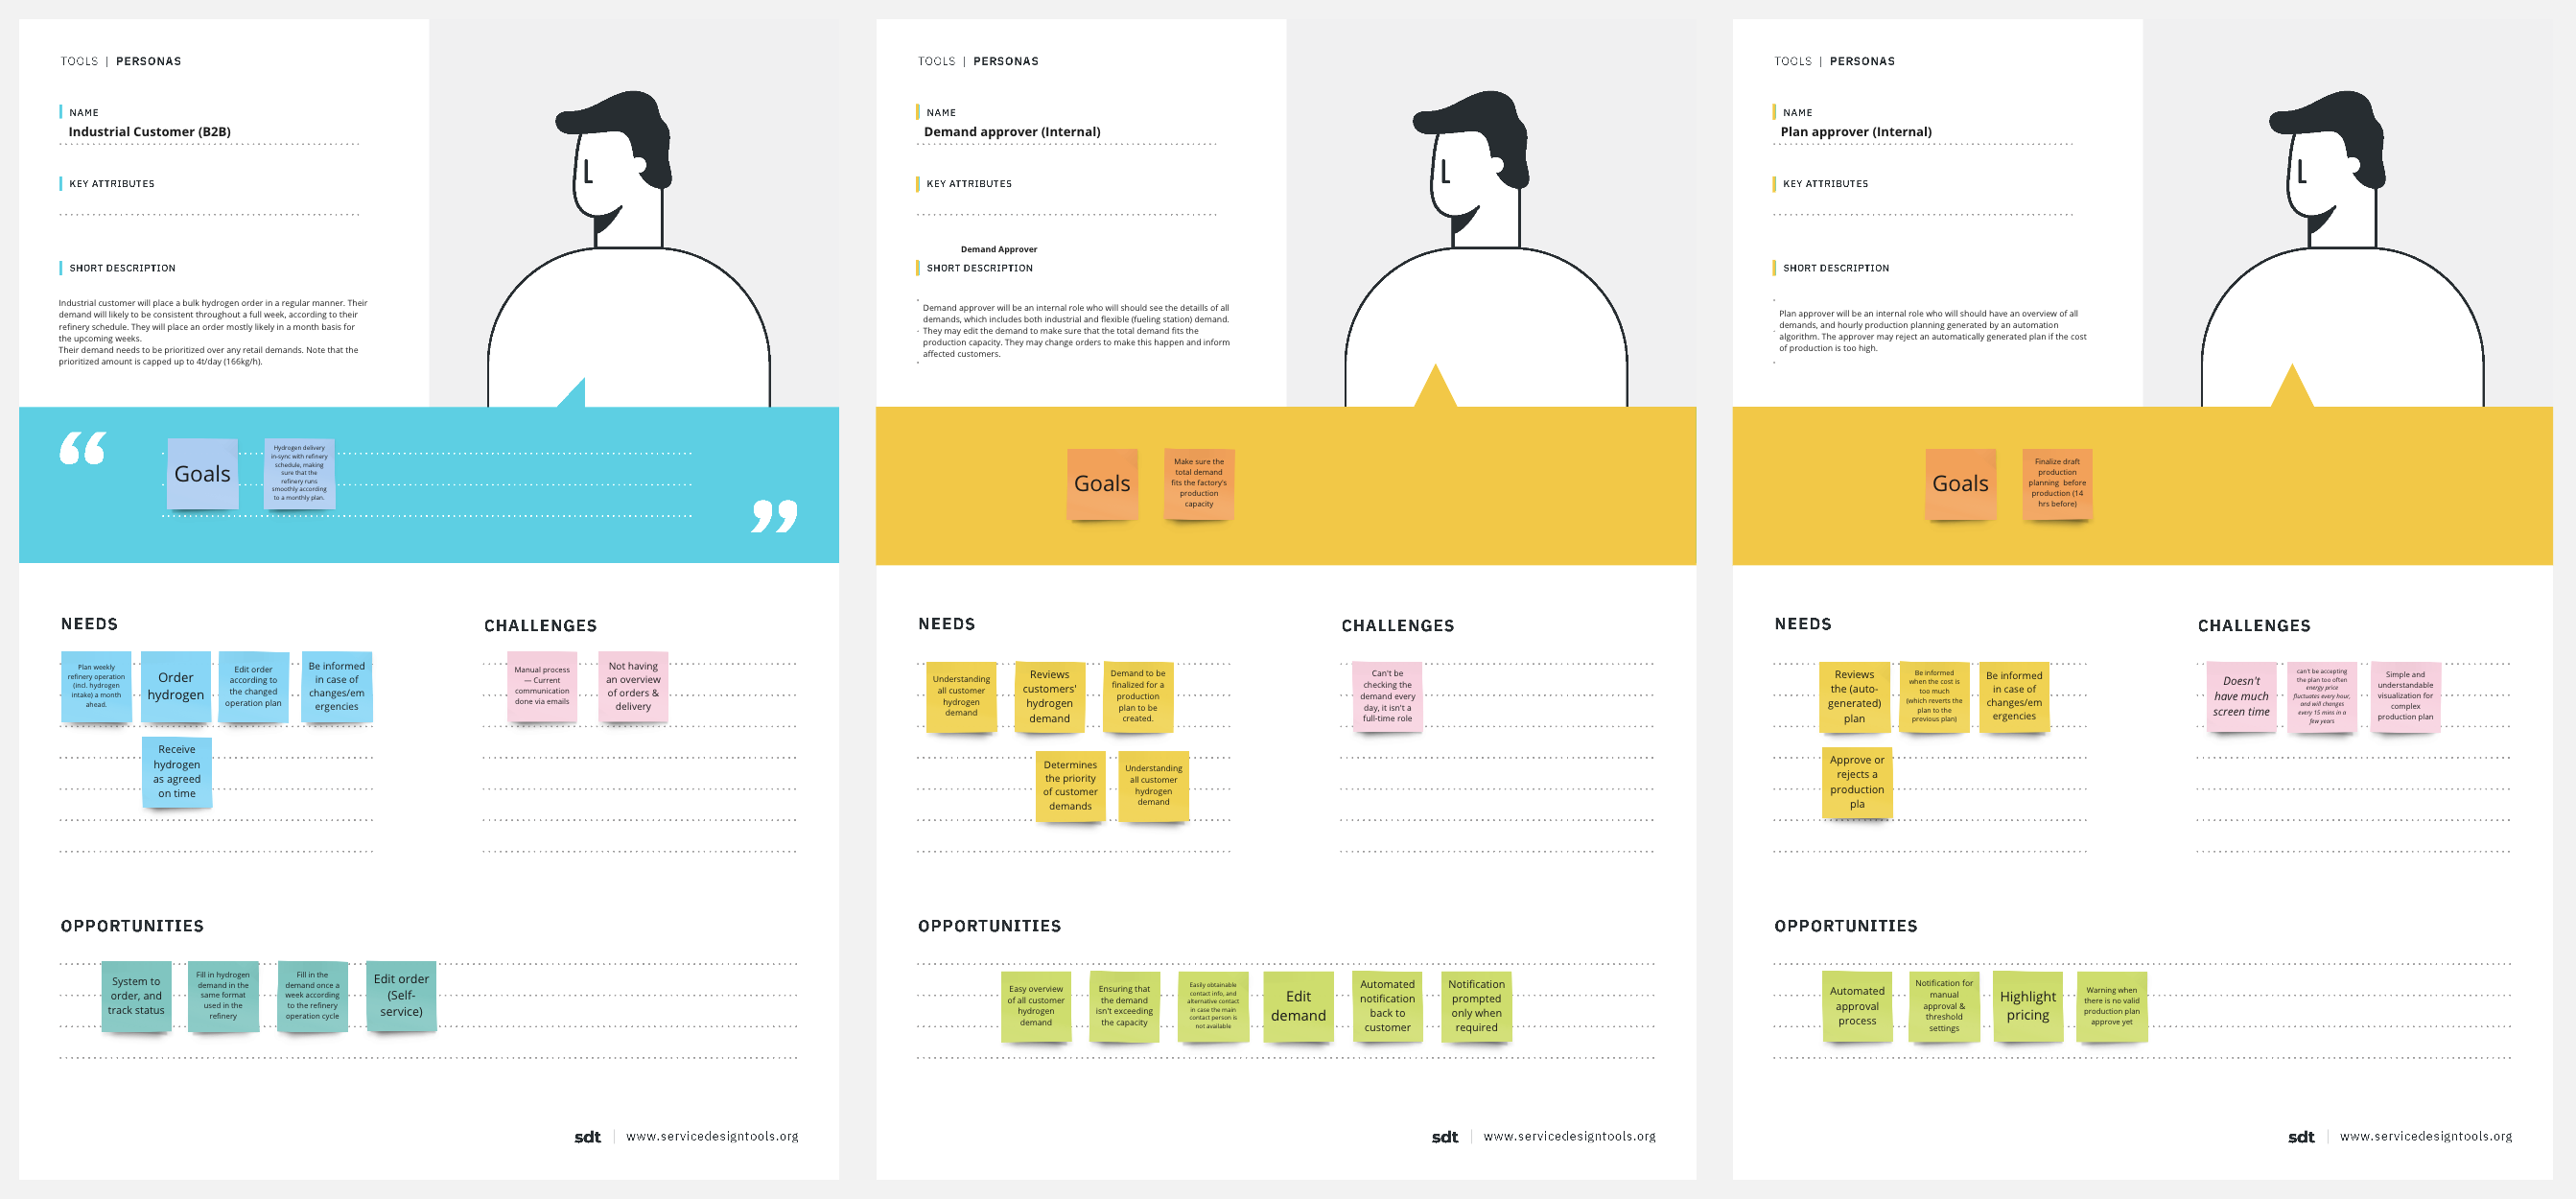 TOOLS | PERSONAS
NAME
Industrial Customer (B2B)
KEY ATTRIBUTES
SHORT DESCRIPTION
Industrial customer will place a bulk hydrogen order in a regular manner. Their
demand will likely to be consistent throughout a full week, according to their
refinery schedule. They will place an order mostly likely in a month basis for
the upcoming weeks.
Their demand needs to be prioritized over any retail demands. Note that the
prioritized amount is capped up to 4t/day (166kg/h).
“
Goals
Hydrogen delivery
in-sync with refinery
schedule, making
sure that the
refinery runs
smoothly according
to a monthly plan.
”
NEEDS
Plan weekly
refinery operation
(incl. hydrogen
intake) a month
ahead.
Order
hydrogen
Edit order
according to
the changed
operation plan
Be informed
in case of
changes/em
ergencies
Receive
hydrogen
as agreed
on time
CHALLENGES
Manual process
— Current
communication
done via emails
Not having
an overview
of orders &
delivery
OPPORTUNITIES
System to
order, and
track status
Fill in hydrogen
demand in the
same format
used in the
refinery
Fill in the
demand once a
week according
to the refinery
operation cycle
Edit order
(Self-
service)
sdt | www.servicedesigntools.org
TOOLS | PERSONAS
NAME
Demand approver (Internal)
KEY ATTRIBUTES
Demand Approver
SHORT DESCRIPTION
Demand approver will be an internal role who will should see the detaills of all
demands, which includes both industrial and flexible (fueling station) demand.
They may edit the demand to make sure that the total demand fits the
production capacity. They may change orders to make this happen and inform
affected customers.
Goals
Make sure the
total demand
fits the factory's
production
capacity
NEEDS
Understanding
all customer
hydrogen
demand
Reviews
customers'
hydrogen
demand
Demand to be
finalized for a
production
plan to be
created.
Determines
the priority
of customer
demands
Understanding
all customer
hydrogen
demand
CHALLENGES
Can't be
checking the
demand every
day, it isn't a
full-time role
OPPORTUNITIES
Easy overview
of all customer
hydrogen
demand
Ensuring that
the demand
isn't exceeding
the capacity
Easily obtainable
contact info, and
alternative contact
in case the main
contact person is
not available
Edit
demand
Automated
notification
back to
customer
Notification
prompted
only when
required
sdt | www.servicedesigntools.org
TOOLS | PERSONAS
NAME
Plan approver (Internal)
KEY ATTRIBUTES
SHORT DESCRIPTION
Plan approver will be an internal role who will should have an overview of all
demands, and hourly production planning generated by an automation
algorithm. The approver may reject an automatically generated plan if the cost
of production is too high.
Goals
Finalize draft
production
planning before
production (14
hrs before)
NEEDS
Reviews
the (auto-
generated)
plan
Be informed
when the cost is
too much
(which reverts the
plan to the
previous plan)
Be informed
in case of
changes/em
ergencies
Approve or
rejects a
production
pla
CHALLENGES
Doesn't
have much
screen time
can't be accepting
the plan too often
energy price
fluctuates every hour,
and will changes
every 15 mins in a
few years
Simple and
understandable
visualization for
complex
production plan
OPPORTUNITIES
Automated
approval
process
Notification for
manual
approval &
threshold
settings
Highlight
pricing
Warning when
there is no valid
production plan
approve yet
sdt | www.servicedesigntools.org